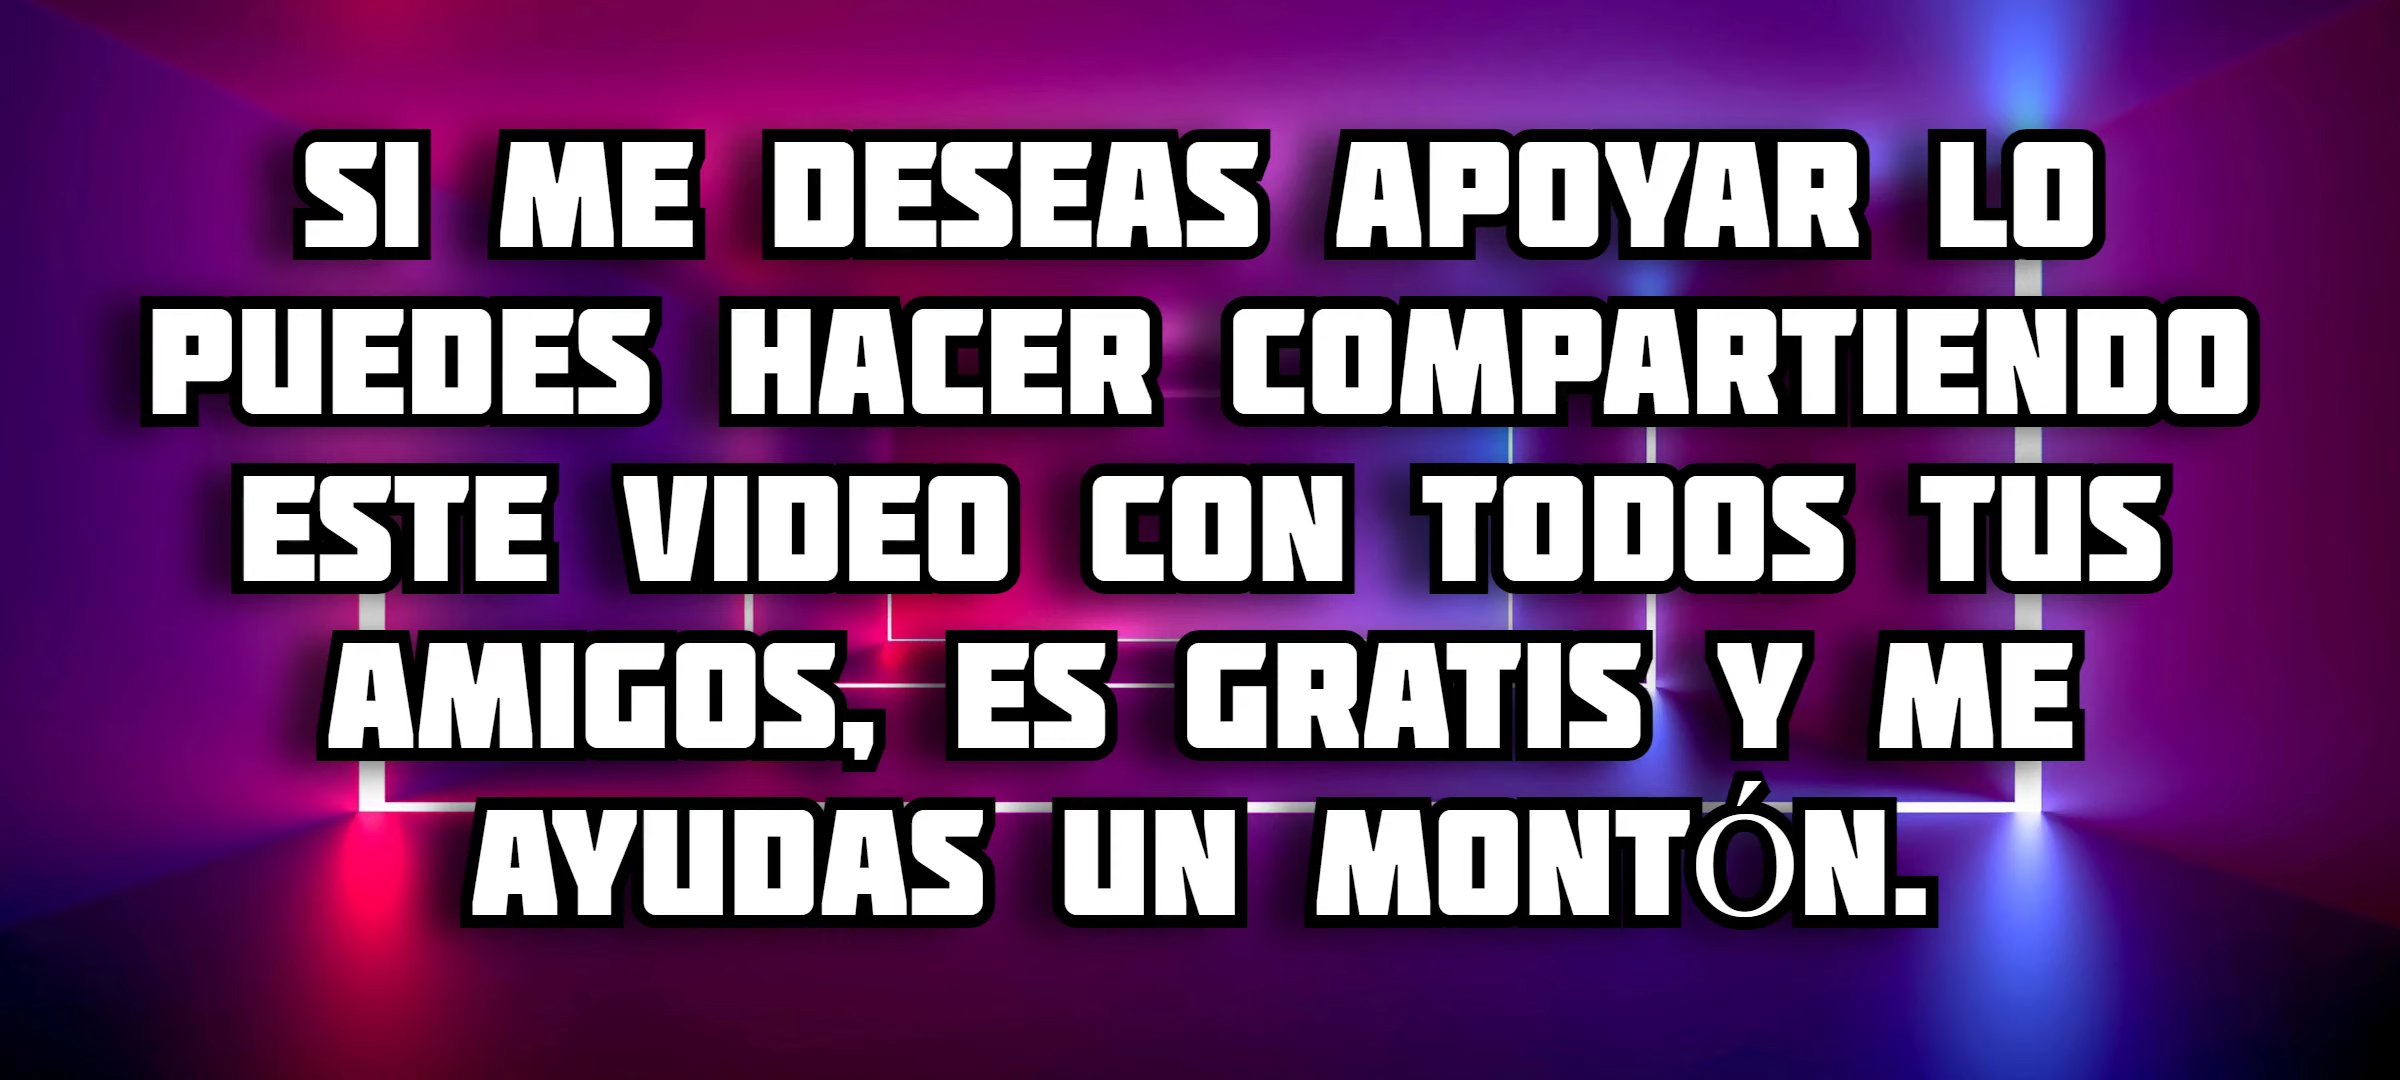 SI ME DESEAS APOYAR LO
PUEDES HACER COMPARTIENDO
ESTE VIDEO CON TODOS TUS
AMIGOS, ES GRATIS Y ME
AYUDAS UN MONTÓN.